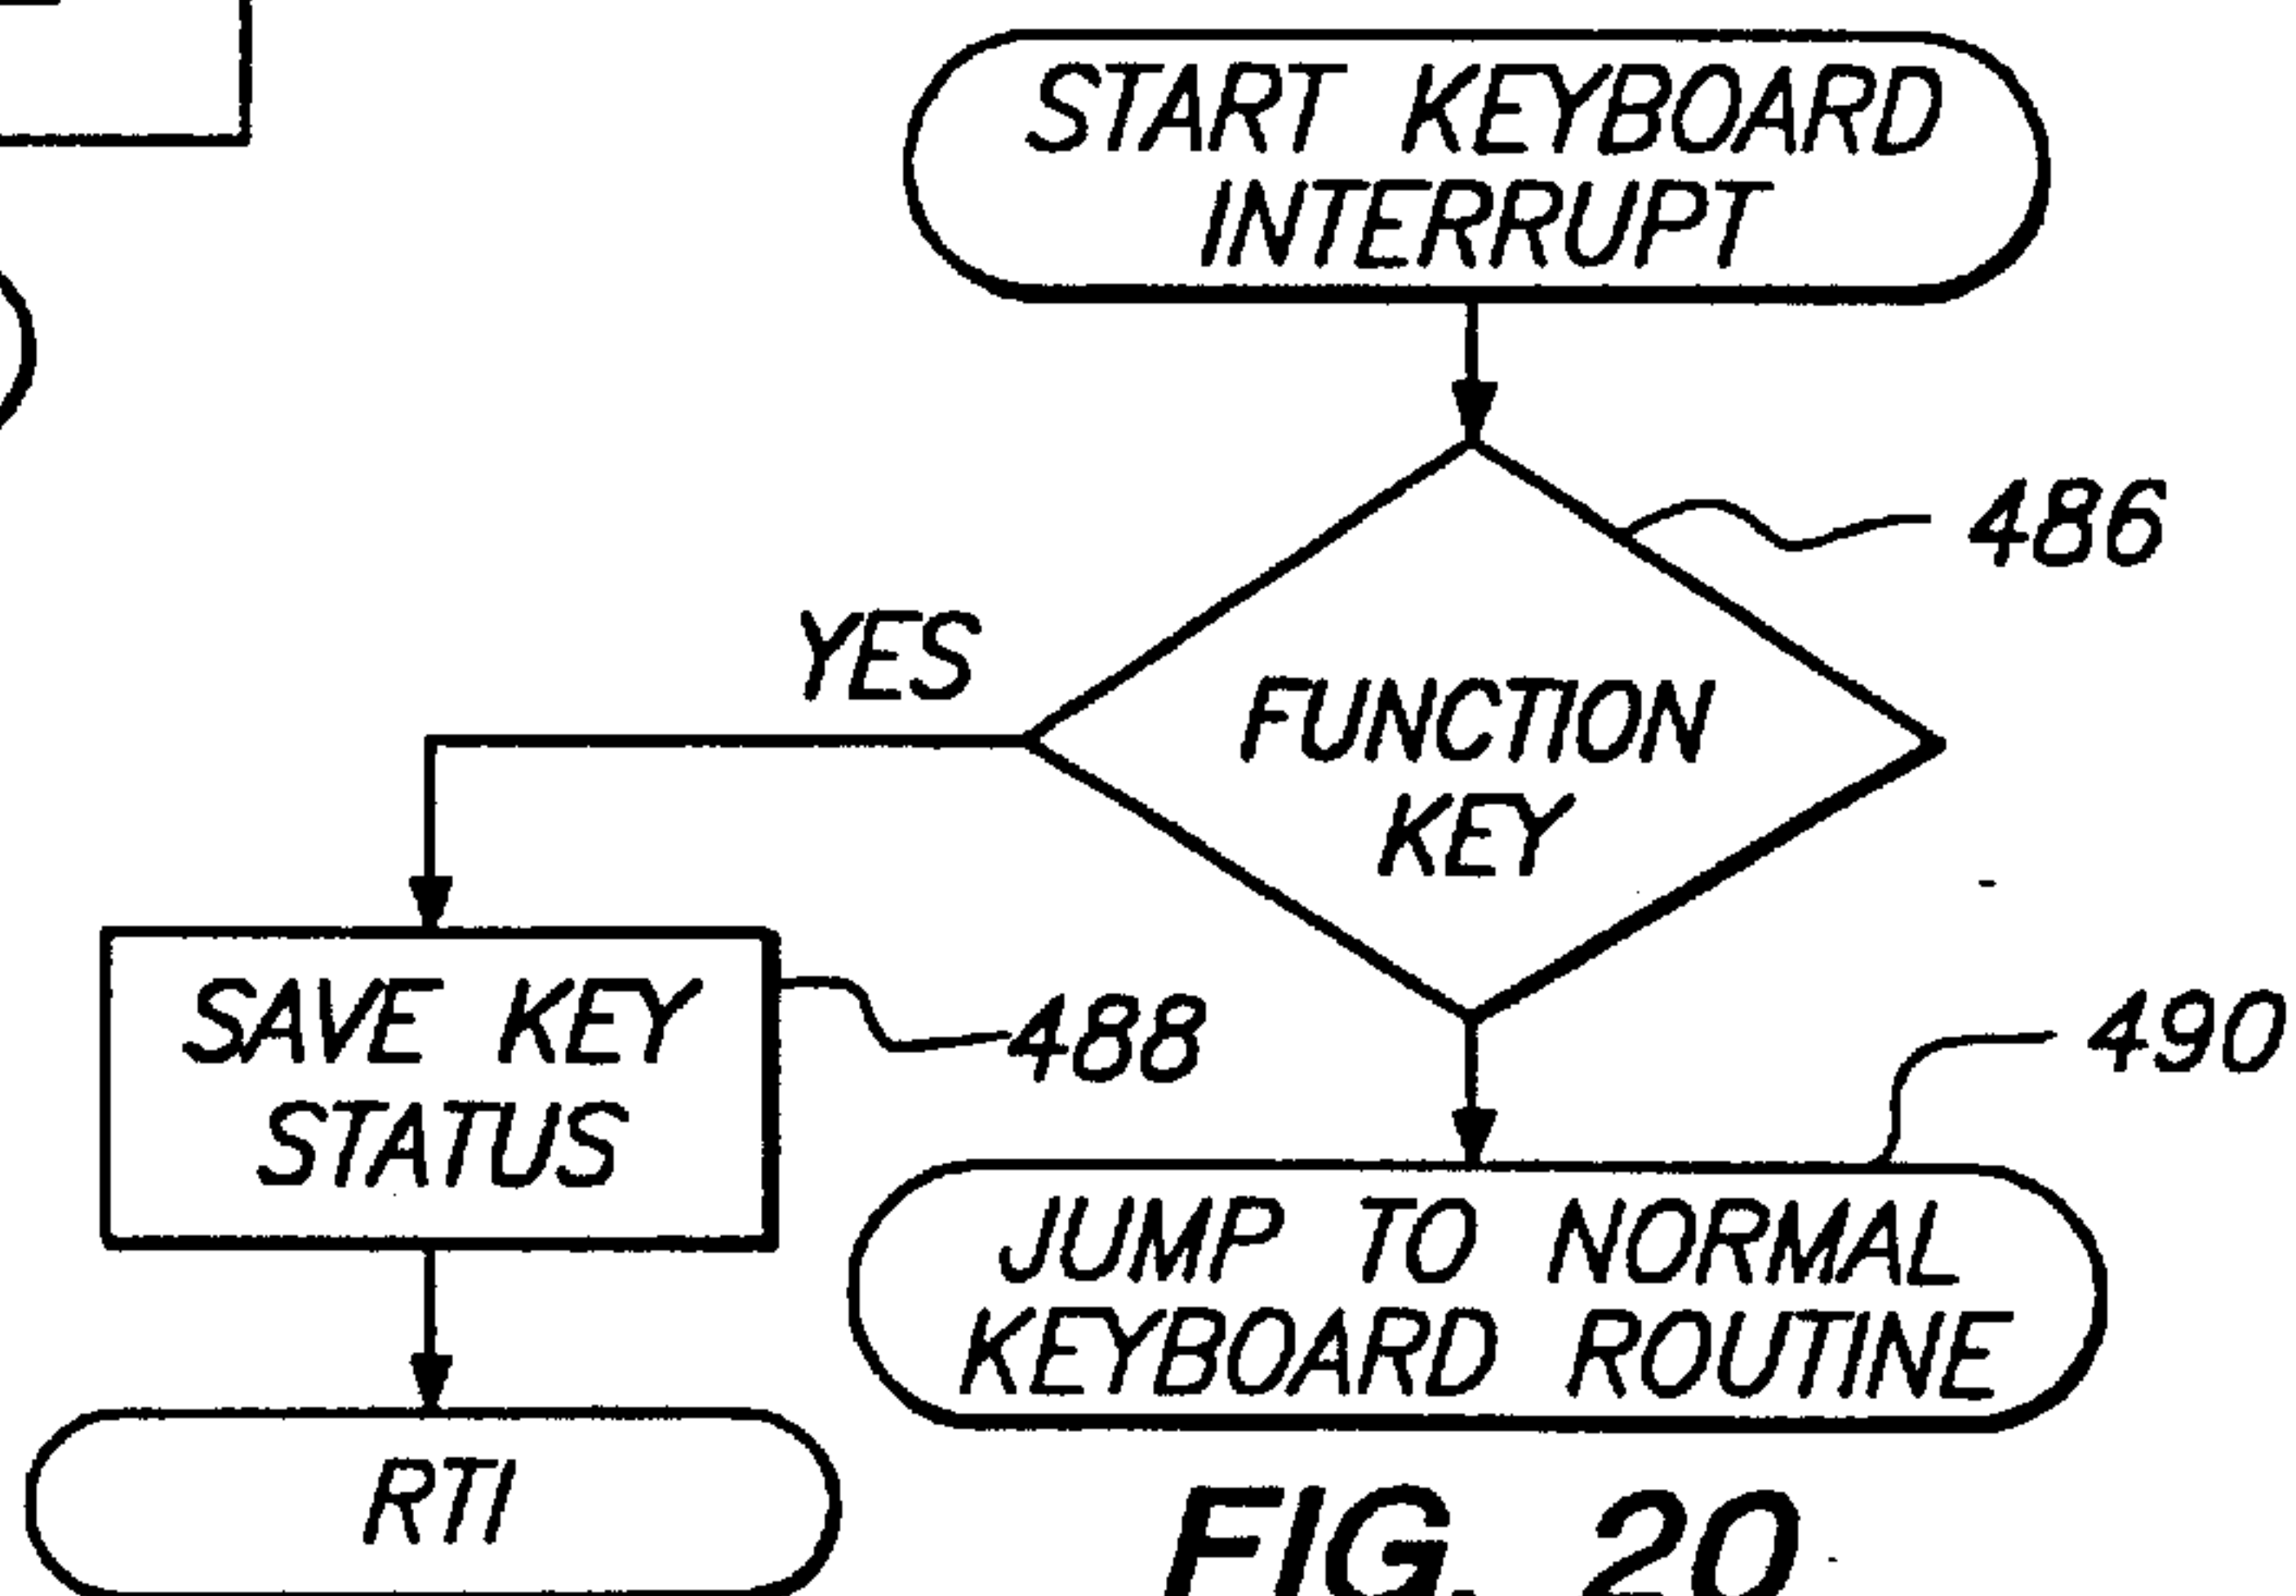 START KEYBOARD
INTERRUPT
486
YES
FUNCTION
KEY
SAVE KEY
STATUS
488
490
JUMP TO NORMAL
KEYBOARD ROUTINE
RTI
FIG. 20